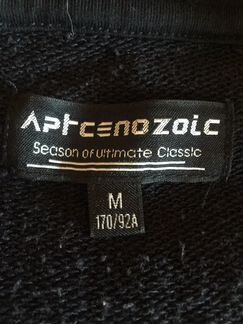 Aptcenozoic
Season of Ultimate Classic
M
170/92A